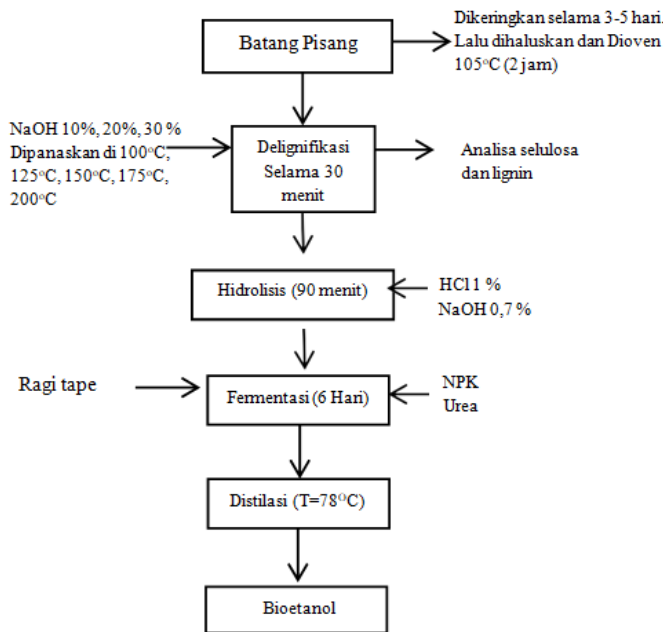 Batang Pisang
Dikeringkan selama 3-5 hari.
Lalu dihaluskan dan Dioven
105°C (2 jam)
NaOH 10%, 20%, 30 %
Dipanaskan di 100°C,
125°C, 150°C, 175°C,
200°C
Delignifikasi
Selama 30
menit
Analisa selulosa
dan lignin
Hidrolisis (90 menit)
HCl 1 %
NaOH 0,7 %
Ragi tape
Fermentasi (6 Hari)
NPK
Urea
Distilasi (T=78°C)
Bioetanol